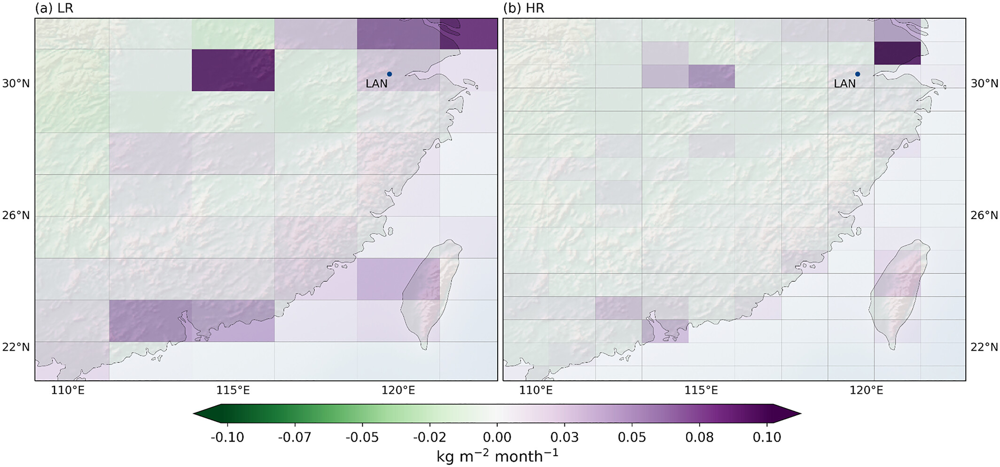 (a) LR
(b) HR
30°N
LAN
LAN
30°N
26°N
26°N
22°N
22°N
110°E 115°E 120°E
110°E 115°E 120°E
-0.10 -0.07 -0.05 -0.02 0.00 0.03 0.05 0.08 0.10
kg m⁻² month⁻¹